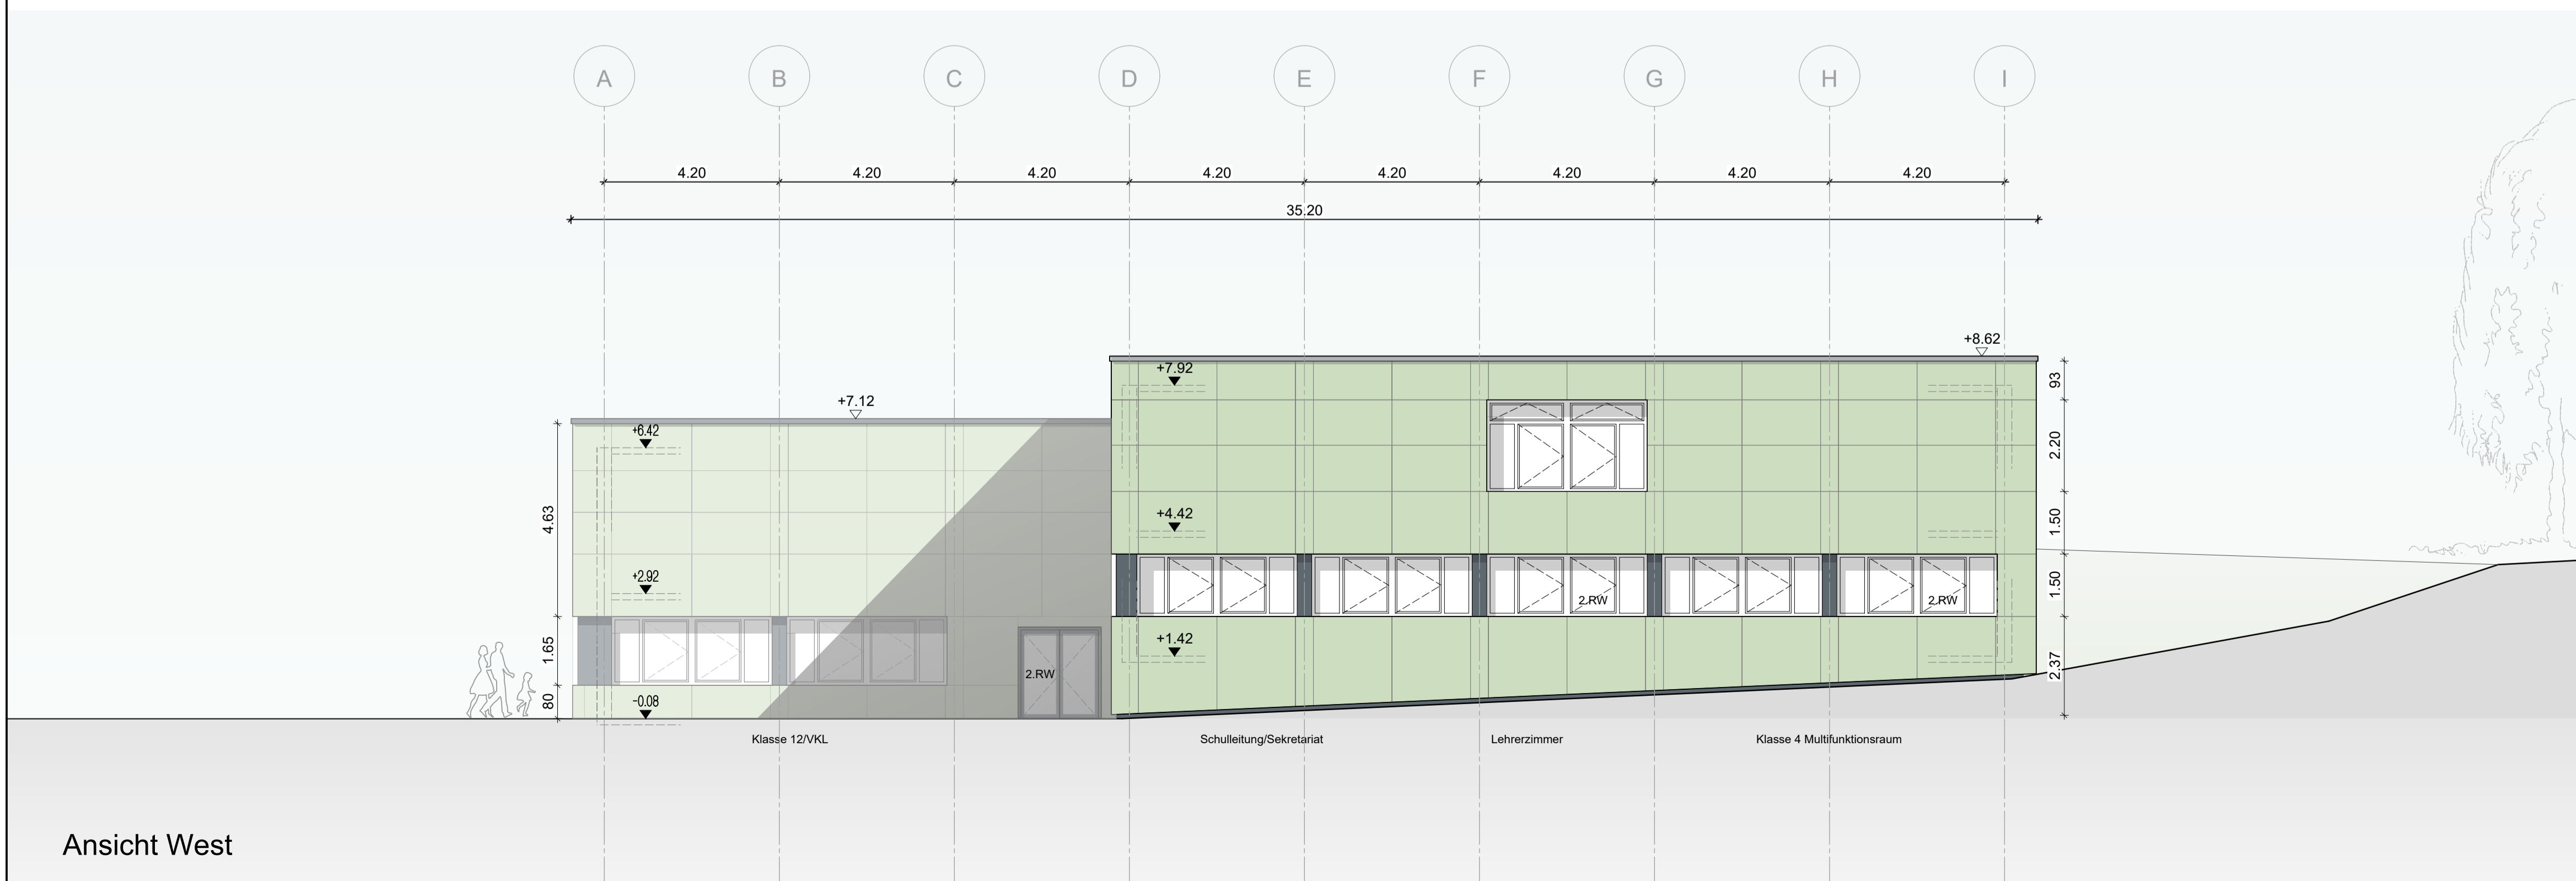 A B C D E F G H I
4.20 4.20 4.20 4.20 4.20 4.20 4.20 4.20
35.20
+8.62
+7.92
93
+7.12
+6.42
2.20
4.63
+4.42
1.50
+2.92
1.50
2.RW 2.RW
+1.42
1.65
2.RW
2.37
80
-0.08
Klasse 12/VKL Schulleitung/Sekretariat Lehrerzimmer Klasse 4 Multifunktionsraum
Ansicht West